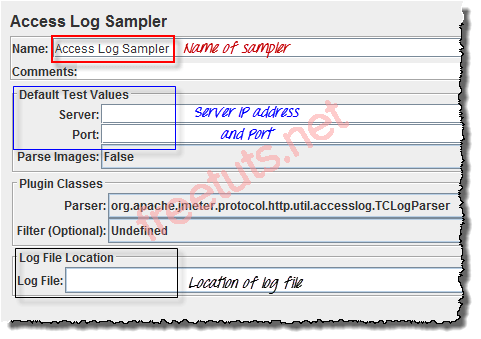 Access Log Sampler
Name: Access Log Sampler Name of sampler
Comments:
Default Test Values
Server: Server IP address
Port: and Port
Parse Images: False
Plugin Classes
Parser: org.apache.jmeter.protocol.http.util.accesslog.TCLogParser
Filter (Optional): Undefined
Log File Location
Log File: Location of log file
freetuts.net